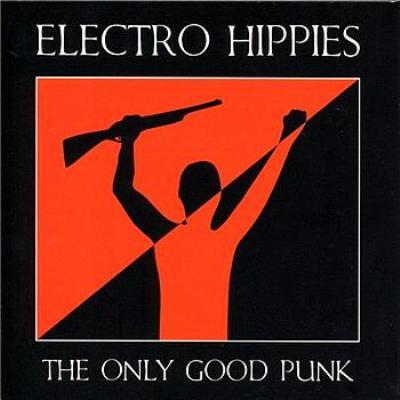 ELECTRO HIPPIES
THE ONLY GOOD PUNK